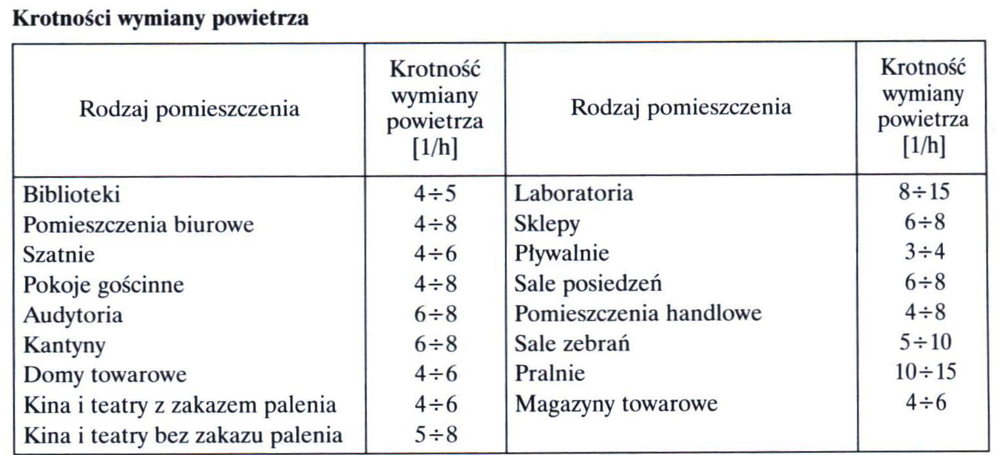 Krotności wymiany powietrza
Rodzaj pomieszczenia
Krotność
wymiany
powietrza
[1/h]
Rodzaj pomieszczenia
Krotność
wymiany
powietrza
[1/h]
Biblioteki 4÷5 Laboratoria 8÷15
Pomieszczenia biurowe 4÷8 Sklepy 6÷8
Szatnie 4÷6 Pływalnie 3÷4
Pokoje gościnne 4÷8 Sale posiedzeń 6÷8
Audytoria 6÷8 Pomieszczenia handlowe 4÷8
Kantyny 6÷8 Sale zebrań 5÷10
Domy towarowe 4÷6 Pralnie 10÷15
Kina i teatry z zakazem palenia 4÷6 Magazyny towarowe 4÷6
Kina i teatry bez zakazu palenia 5÷8